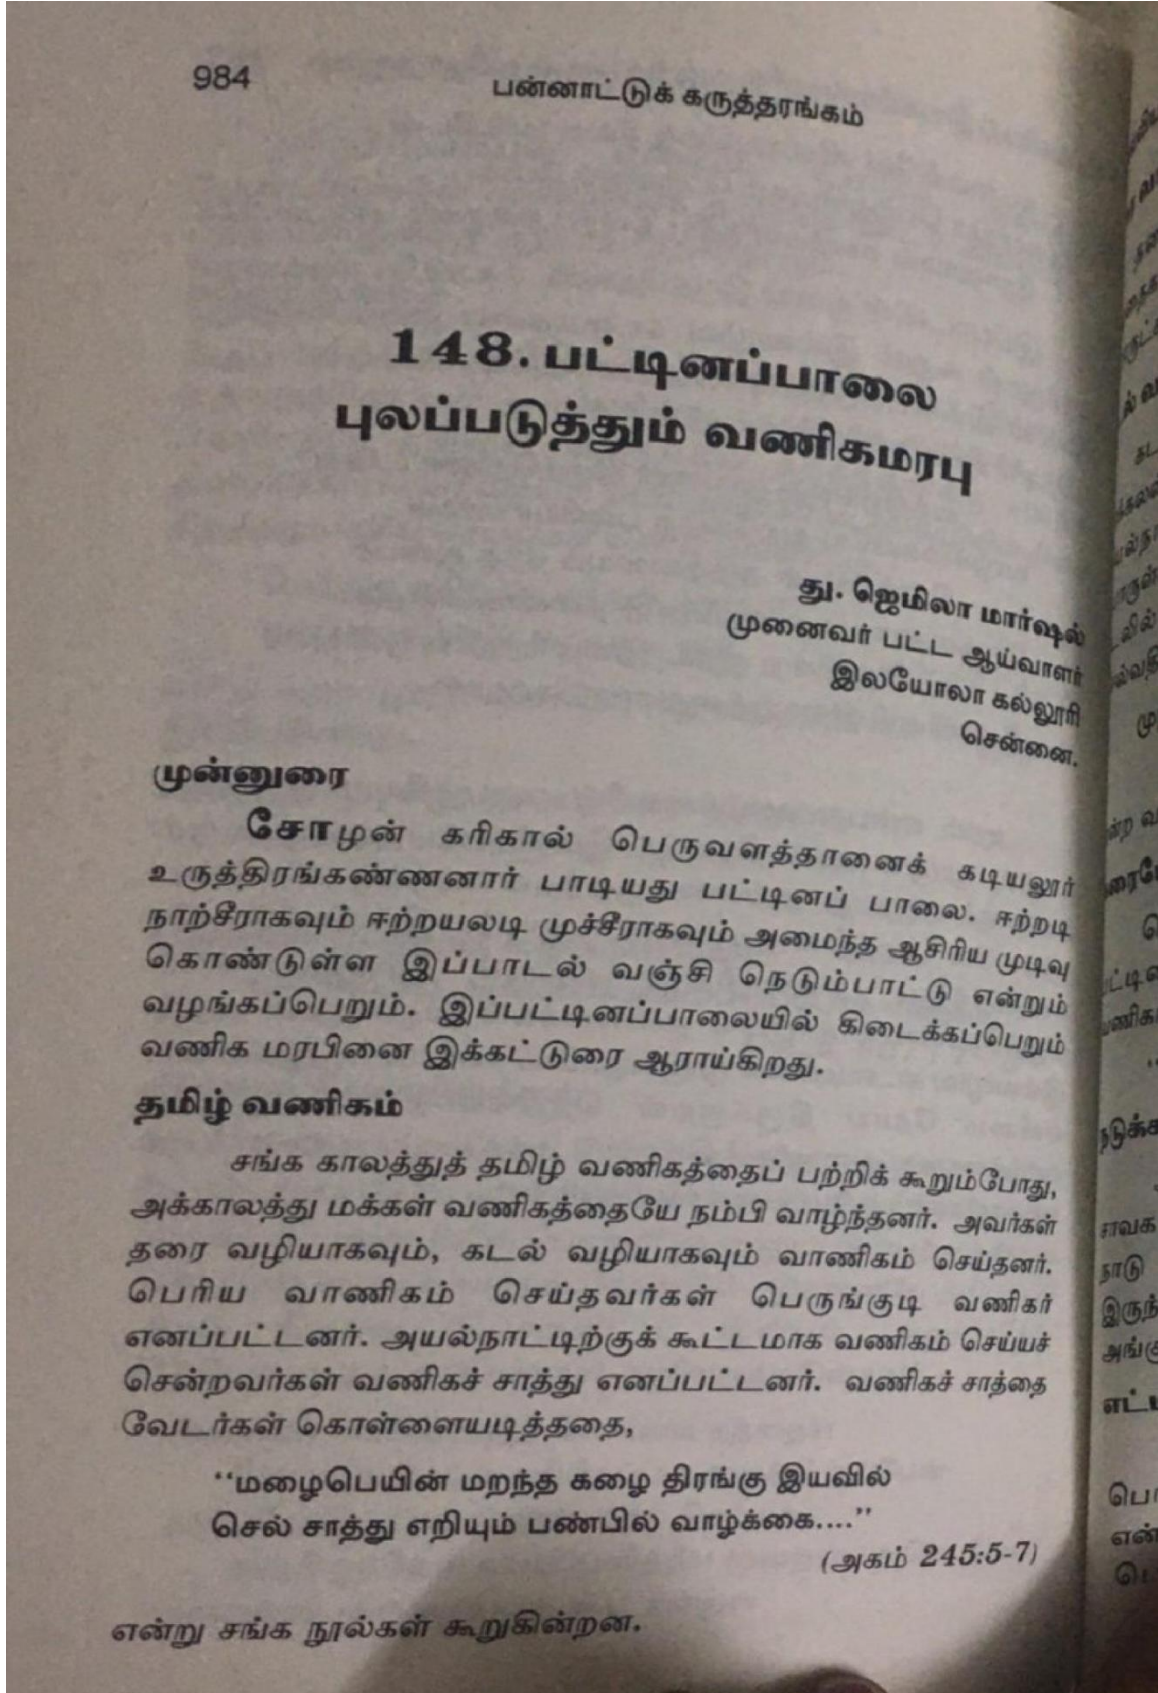 984
பன்னாட்டுக் கருத்தரங்கம்
148. பட்டினப்பாலை
புலப்படுத்தும் வணிகமரபு
து. ஜெமிலா மார்ஷல்
முனைவர் பட்ட ஆய்வாளர்
இலயோலா கல்லூரி
சென்னை.
முன்னுரை
சோழன் கரிகால் பெருவளத்தானைக் கடியலூர்
உருத்திரங்கண்ணனார் பாடியது பட்டினப் பாலை. ஈற்றடி
நாற்சீராகவும் ஈற்றயலடி முச்சீராகவும் அமைந்த ஆசிரிய முடிவு
கொண்டுள்ள இப்பாடல் வஞ்சி நெடும்பாட்டு என்றும்
வழங்கப்பெறும். இப்பட்டினப்பாலையில் கிடைக்கப்பெறும்
வணிக மரபினை இக்கட்டுரை ஆராய்கிறது.
தமிழ் வணிகம்
சங்க காலத்துத் தமிழ் வணிகத்தைப் பற்றிக் கூறும்போது,
அக்காலத்து மக்கள் வணிகத்தையே நம்பி வாழ்ந்தனர். அவர்கள்
தரை வழியாகவும், கடல் வழியாகவும் வாணிகம் செய்தனர்.
பெரிய வாணிகம் செய்தவர்கள் பெருங்குடி வணிகர்
எனப்பட்டனர். அயல்நாட்டிற்குக் கூட்டமாக வணிகம் செய்யச்
சென்றவர்கள் வணிகச் சாத்து எனப்பட்டனர். வணிகச் சாத்தை
வேடர்கள் கொள்ளையடித்ததை,
‘‘மழைபெயின் மறந்த கழை திரங்கு இயவில்
செல் சாத்து எறியும் பண்பில் வாழ்க்கை....’’
(அகம் 245:5-7)
என்று சங்க நூல்கள் கூறுகின்றன.